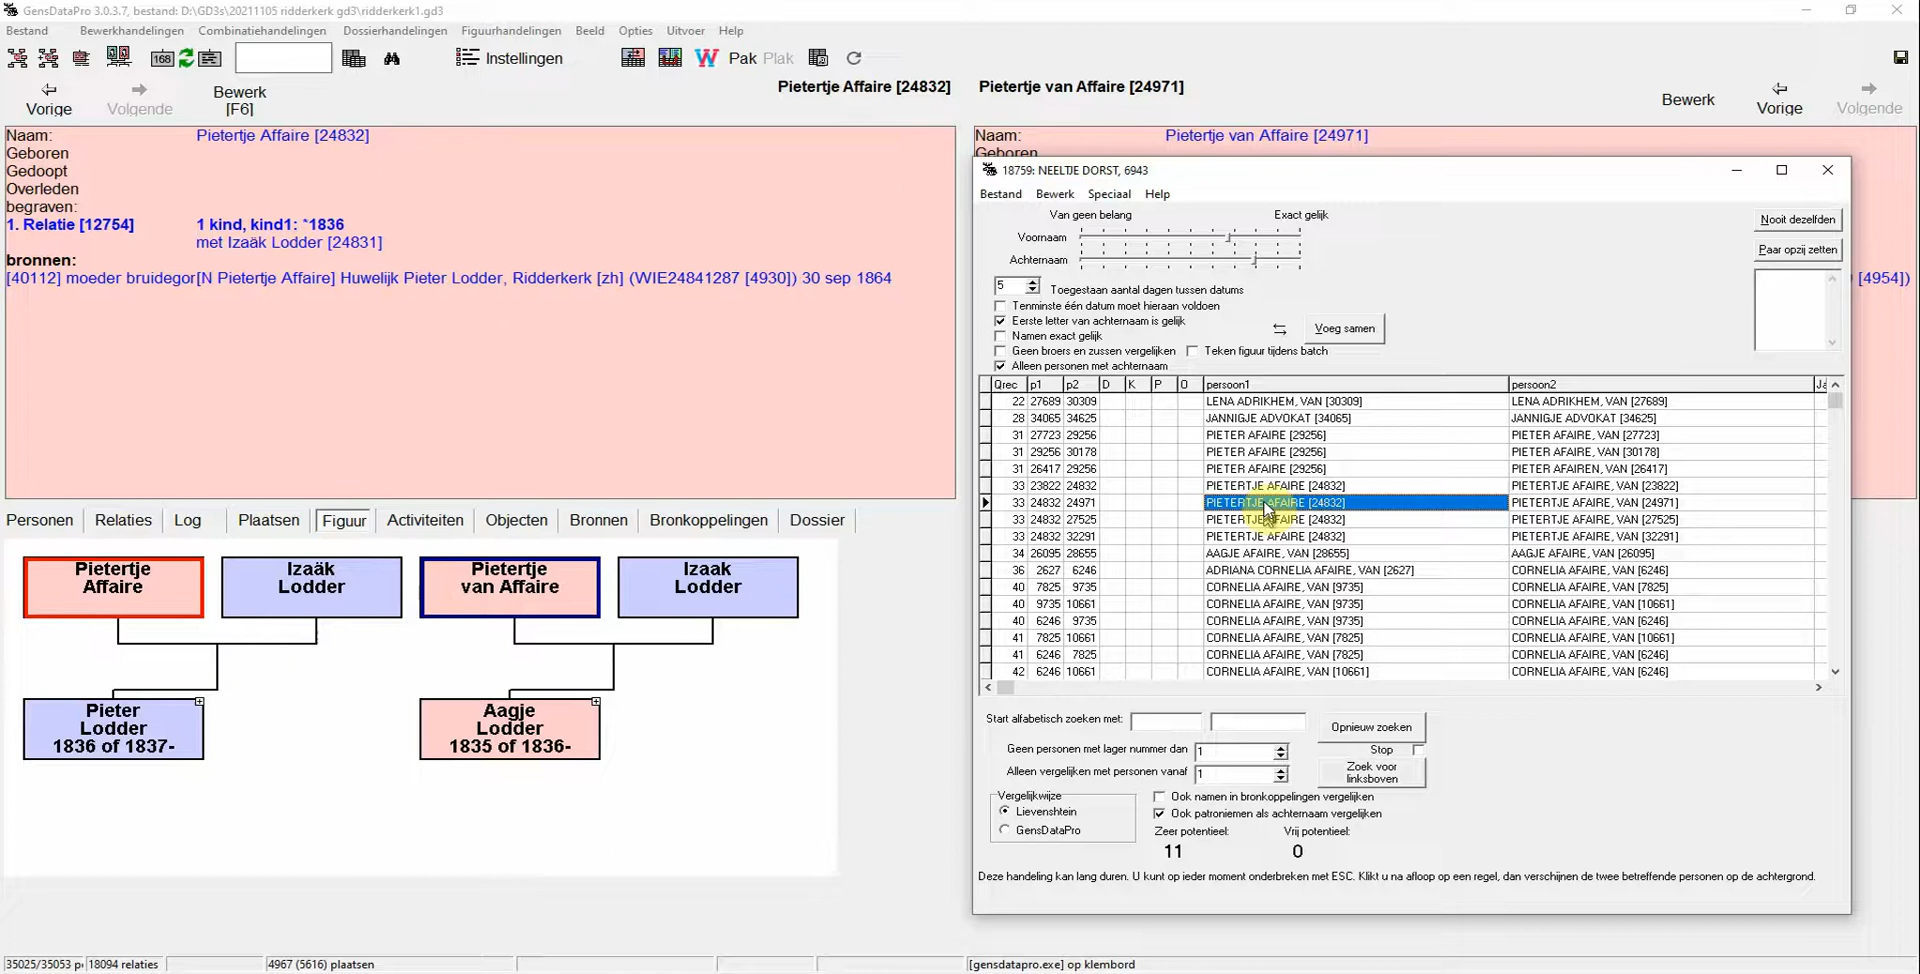 GensDataPro 3.0.3.7, bestand: D:\GD3s\20211105 ridderkerk gd3\ridderkerk1.gd3
Bestand Bewerkhandelingen Combinatiehandelingen Dossierhandelingen Figuurhandelingen Beeld Opties Uitvoer Help
168 Instellingen W Pak Plak
Vorige Volgende Bewerk [F6] Pietertje Affaire [24832] Pietertje van Affaire [24971] Bewerk Vorige Volgende
Naam: Pietertje Affaire [24832]
Geboren
Gedoopt
Overleden
begraven:
1. Relatie [12754] 1 kind, kind1: *1836
met Izaäk Lodder [24831]
bronnen:
[40112] moeder bruidegor[N Pietertje Affaire] Huwelijk Pieter Lodder, Ridderkerk [zh] (WIE24841287 [4930]) 30 sep 1864
Naam: Pietertje van Affaire [24971]
Geboren
[4954])
Personen Relaties Log Plaatsen Figuur Activiteiten Objecten Bronnen Bronkoppelingen Dossier
Pietertje Affaire
Izaäk Lodder
Pietertje van Affaire
Izaak Lodder
Pieter Lodder 1836 of 1837-
Aagje Lodder 1835 of 1836-
18759: NEELTJE DORST, 6943
Bestand Bewerk Speciaal Help
Van geen belang Exact gelijk
Voornaam
Achternaam
Nooit dezelfden
Paar opzij zetten
5 Toegestaan aantal dagen tussen datums
Tenminste één datum moet hieraan voldoen
Eerste letter van achternaam is gelijk
Namen exact gelijk
Voeg samen
Geen broers en zussen vergelijken Teken figuur tijdens batch
Alleen personen met achternaam
Qrec p1 p2 D K P O persoon1 persoon2
22 27689 30309 LENA ADRIKHEM, VAN [30309] LENA ADRIKHEM, VAN [27689]
28 34065 34625 JANNIGJE ADVOKAT [34065] JANNIGJE ADVOKAT [34625]
31 27723 29256 PIETER AFAIRE [29256] PIETER AFAIRE, VAN [27723]
31 29256 30178 PIETER AFAIRE [29256] PIETER AFAIRE, VAN [30178]
31 26417 29256 PIETER AFAIRE [29256] PIETER AFAIREN, VAN [26417]
33 23822 24832 PIETERTJE AFAIRE [24832] PIETERTJE AFAIRE, VAN [23822]
33 24832 24971 PIETERTJE AFAIRE [24832] PIETERTJE AFAIRE, VAN [24971]
33 24832 27525 PIETERTJE AFAIRE [24832] PIETERTJE AFAIRE, VAN [27525]
33 24832 32291 PIETERTJE AFAIRE [24832] PIETERTJE AFAIRE, VAN [32291]
34 26095 28655 AAGJE AFAIRE, VAN [28655] AAGJE AFAIRE, VAN [26095]
36 2627 6246 ADRIANA CORNELIA AFAIRE, VAN [2627] CORNELIA AFAIRE, VAN [6246]
40 7825 9735 CORNELIA AFAIRE, VAN [9735] CORNELIA AFAIRE, VAN [7825]
40 9735 10661 CORNELIA AFAIRE, VAN [9735] CORNELIA AFAIRE, VAN [10661]
40 6246 9735 CORNELIA AFAIRE, VAN [9735] CORNELIA AFAIRE, VAN [6246]
41 7825 10661 CORNELIA AFAIRE, VAN [7825] CORNELIA AFAIRE, VAN [10661]
41 6246 7825 CORNELIA AFAIRE, VAN [7825] CORNELIA AFAIRE, VAN [6246]
42 6246 10661 CORNELIA AFAIRE, VAN [10661] CORNELIA AFAIRE, VAN [6246]
Start alfabetisch zoeken met: Opnieuw zoeken
Geen personen met lager nummer dan 1 Stop
Alleen vergelijken met personen vanaf 1 Zoek voor linksboven
Vergelijkwijze
Lievenshtein
GensDataPro
Ook namen in bronkoppelingen vergelijken
Ook patroniemen als achternaam vergelijken
Zeer potentieel: Vrij potentieel:
11 0
Deze handeling kan lang duren. U kunt op ieder moment onderbreken met ESC. Klikt u na afloop op een regel, dan verschijnen de twee betreffende personen op de achtergrond.
35025/35053 p 18094 relaties 4967 (5616) plaatsen [gensdatapro.exe] op klembord